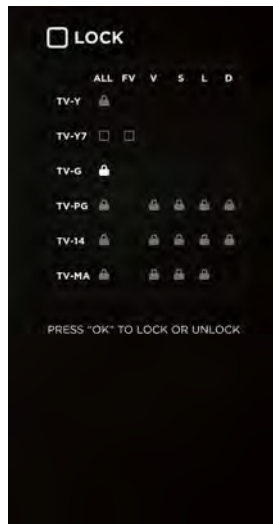 LOCK
ALL FV V S L D
TV-Y
TV-Y7
TV-G
TV-PG
TV-14
TV-MA
PRESS "OK" TO LOCK OR UNLOCK